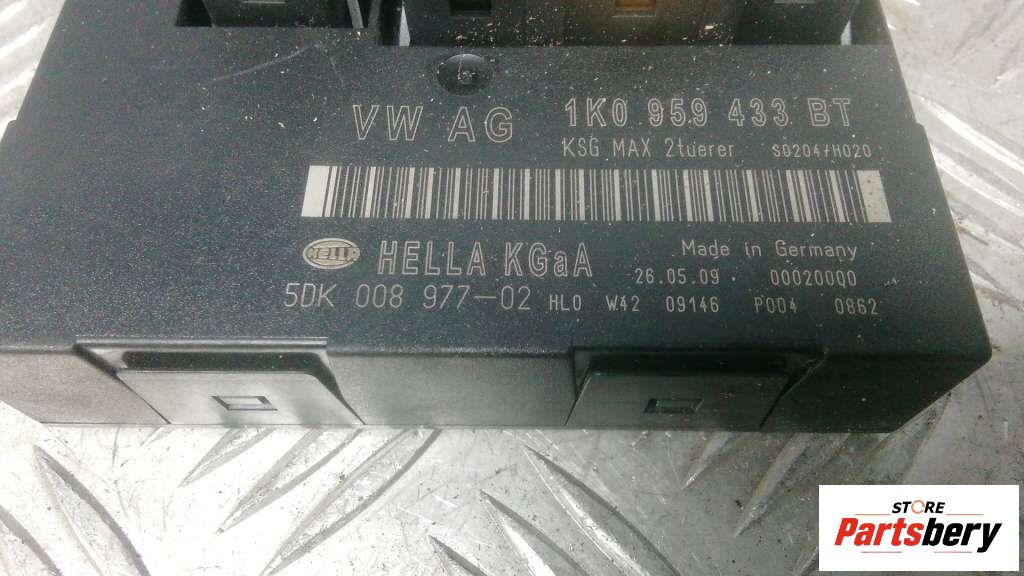 VW AG 1K0 959 433 BT
KSG MAX 2tuerer S0204/H020
HELLA HELLA KGaA Made in Germany
26.05.09 00020000
5DK 008 977-02 HL0 W42 09146 P004 0862
STORE
Partsbery